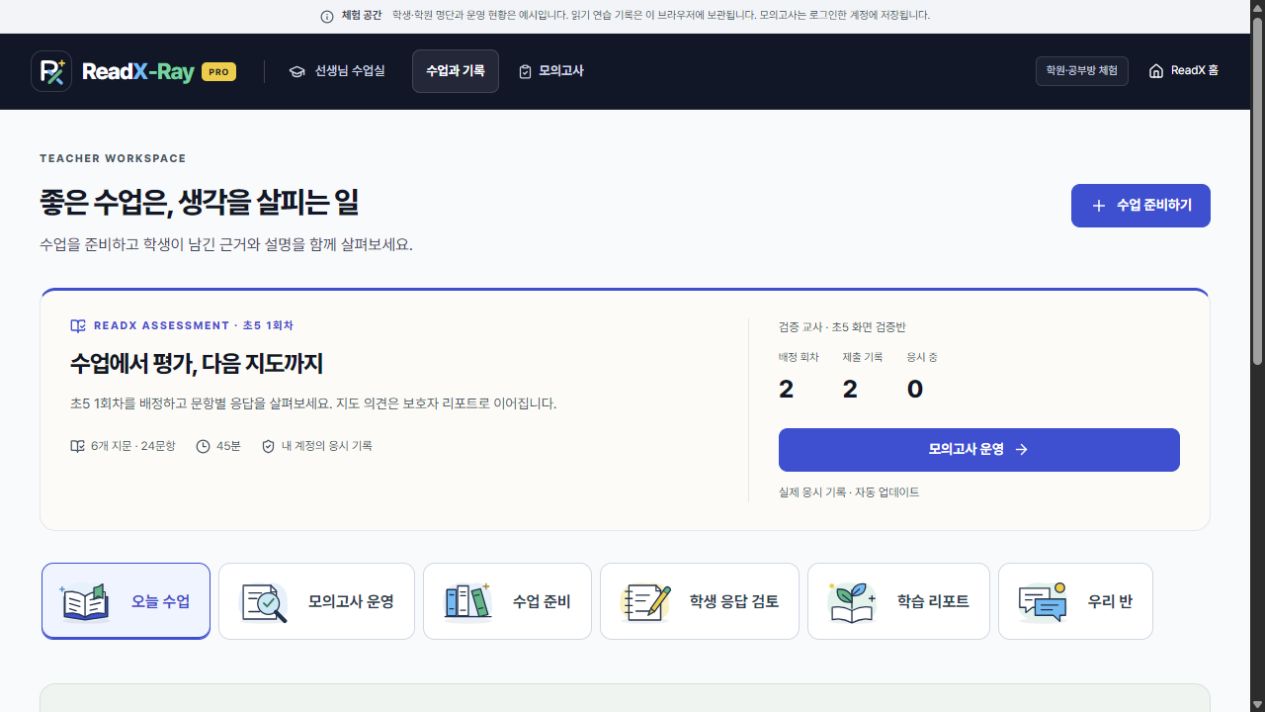 체험 공간 학생·학원 명단과 운영 현황은 예시입니다. 읽기 연습 기록은 이 브라우저에 보관됩니다. 모의고사는 로그인한 계정에 저장됩니다.
ReadX-Ray PRO 선생님 수업실 수업과 기록 모의고사 학원·공부방 체험 ReadX 홈
TEACHER WORKSPACE
좋은 수업은, 생각을 살피는 일
+ 수업 준비하기
수업을 준비하고 학생이 남긴 근거와 설명을 함께 살펴보세요.
READX ASSESSMENT · 초5 1회차
수업에서 평가, 다음 지도까지
초5 1회차를 배정하고 문항별 응답을 살펴보세요. 지도 의견은 보호자 리포트로 이어집니다.
6개 지문 · 24문항 45분 내 계정의 응시 기록
검증 교사 · 초5 화면 검증반
배정 회차 제출 기록 응시 중
2 2 0
모의고사 운영 →
실제 응시 기록 · 자동 업데이트
오늘 수업 모의고사 운영 수업 준비 학생 응답 검토 학습 리포트 우리 반